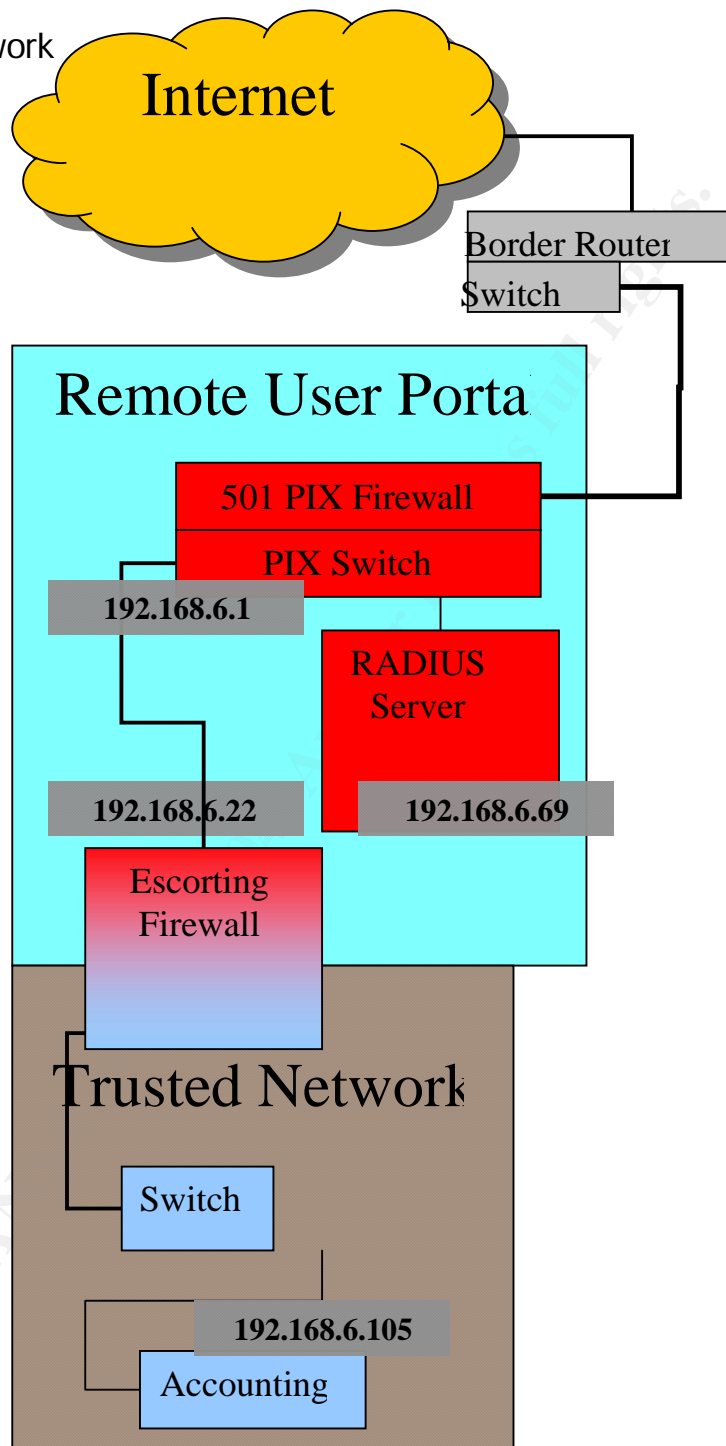 work
Internet
Border Router
Switch
Remote User Porta
501 PIX Firewall
PIX Switch
192.168.6.1
RADIUS
Server
192.168.6.22
192.168.6.69
Escorting
Firewall
Trusted Network
Switch
192.168.6.105
Accounting